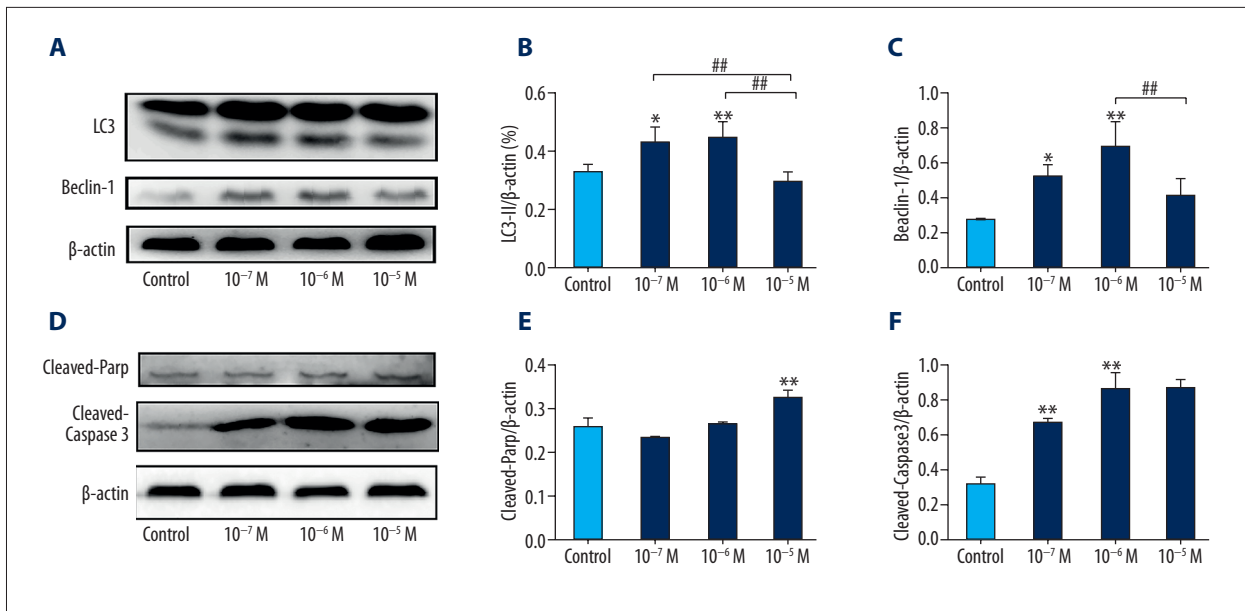 A
LC3
Beclin-1
β-actin
Control 10⁻⁷ M 10⁻⁶ M 10⁻⁵ M
B
##
##
0.6
*
**
0.4
0.2
0.0
LC3-II/β-actin (%)
Control 10⁻⁷ M 10⁻⁶ M 10⁻⁵ M
C
##
1.0
**
0.8
*
0.6
0.4
0.2
0.0
Beaclin-1/β-actin
Control 10⁻⁷ M 10⁻⁶ M 10⁻⁵ M
D
Cleaved-Parp
Cleaved-
Caspase 3
β-actin
Control 10⁻⁷ M 10⁻⁶ M 10⁻⁵ M
E
0.4
**
0.3
0.2
0.1
0.0
Cleaved-Parp/β-actin
Control 10⁻⁷ M 10⁻⁶ M 10⁻⁵ M
F
1.0
**
0.8
**
0.6
0.4
0.2
0.0
Cleaved-Caspase3/β-actin
Control 10⁻⁷ M 10⁻⁶ M 10⁻⁵ M